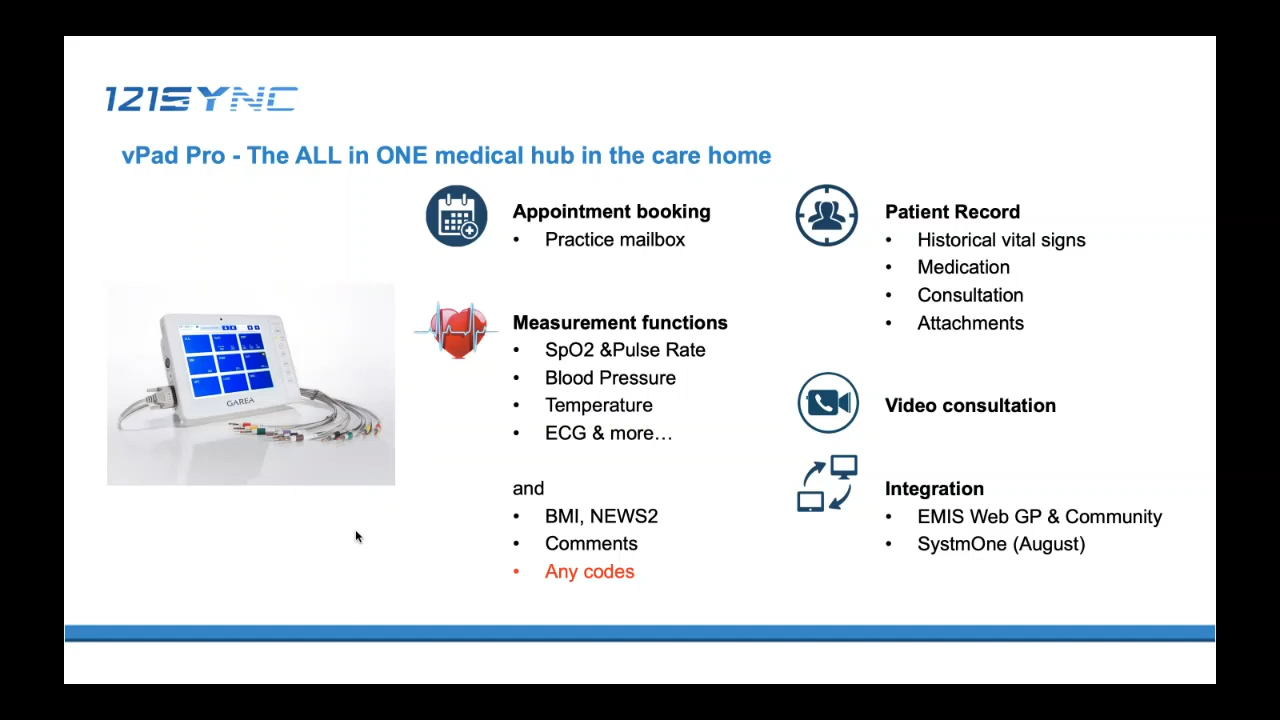 121SYNC
vPad Pro - The ALL in ONE medical hub in the care home
Appointment booking
• Practice mailbox
Measurement functions
• SpO2 &Pulse Rate
• Blood Pressure
• Temperature
• ECG & more…
and
• BMI, NEWS2
• Comments
• Any codes
Patient Record
• Historical vital signs
• Medication
• Consultation
• Attachments
Video consultation
Integration
• EMIS Web GP & Community
• SystmOne (August)
GAREA